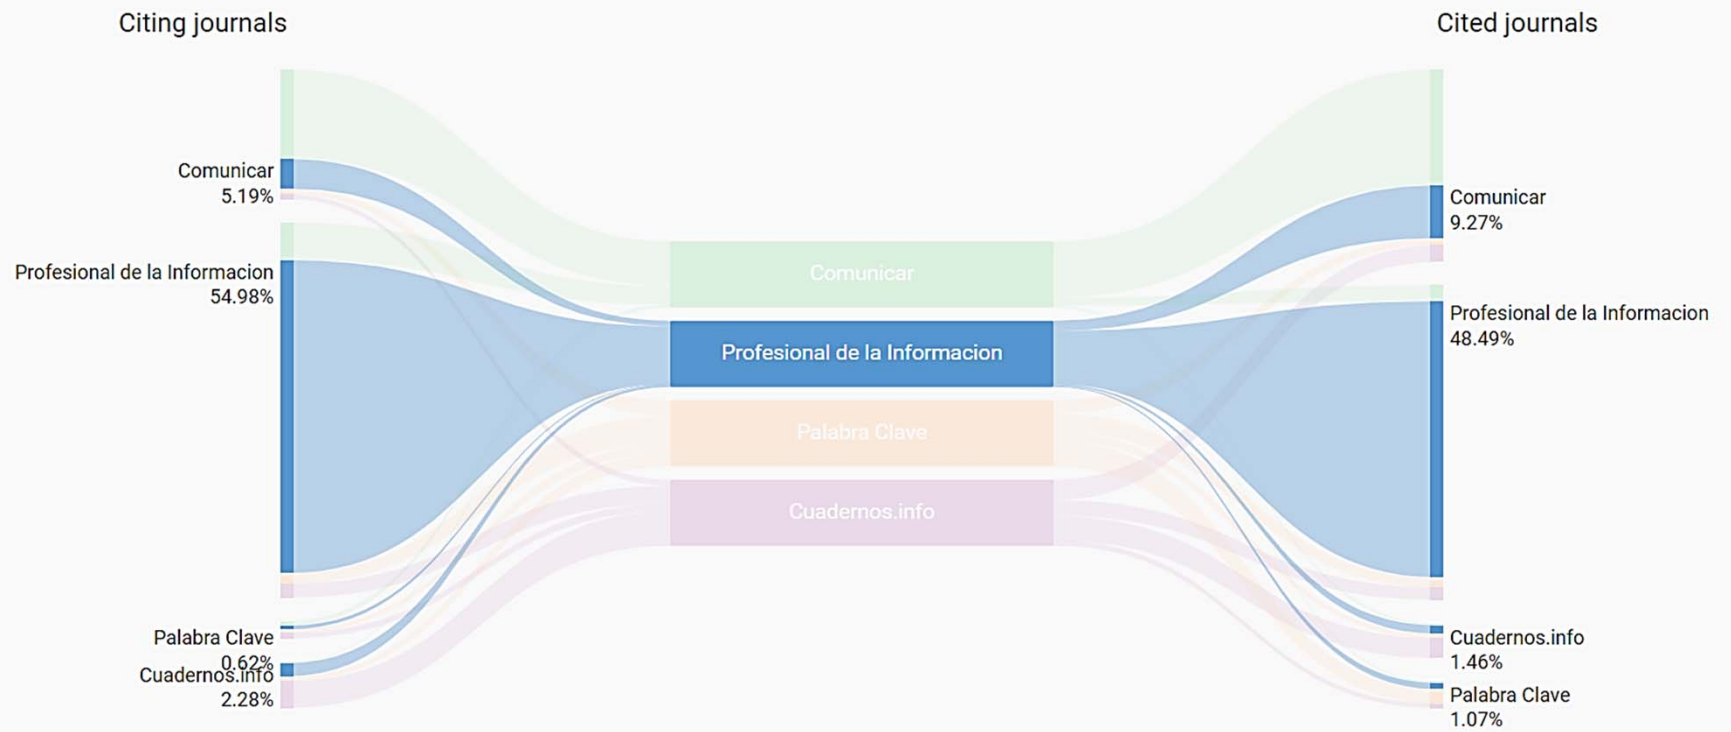 Citing journals
Cited journals
Comunicar
5.19%
Profesional de la Informacion
54.98%
Palabra Clave
0.62%
Cuadernos.info
2.28%
Comunicar
Profesional de la Informacion
Palabra Clave
Cuadernos.info
Comunicar
9.27%
Profesional de la Informacion
48.49%
Cuadernos.info
1.46%
Palabra Clave
1.07%